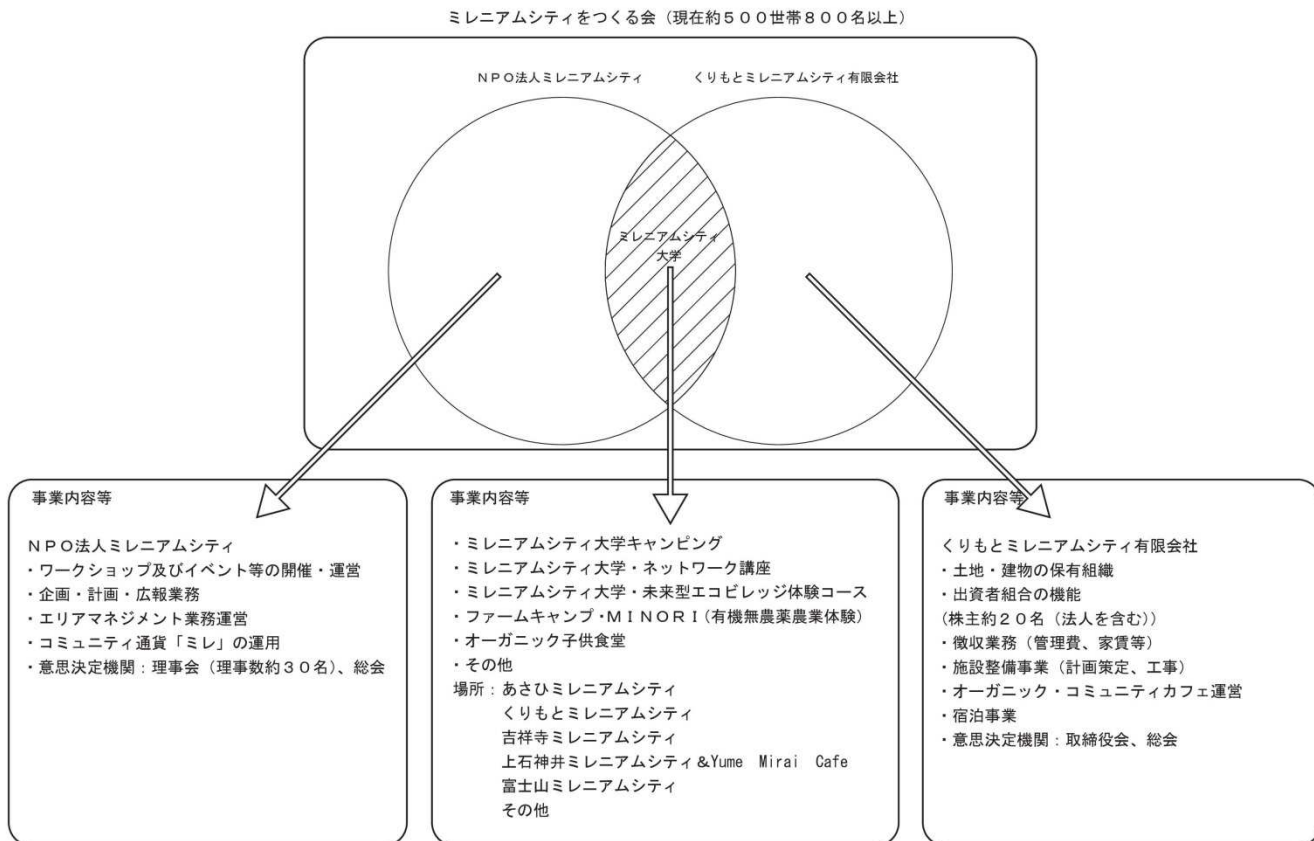 ミレニアムシティをつくる会（現在約５００世帯８００名以上）
ＮＰＯ法人ミレニアムシティ
くりもとミレニアムシティ有限会社
ミレニアムシティ
大学
事業内容等
ＮＰＯ法人ミレニアムシティ
・ワークショップ及びイベント等の開催・運営
・企画・計画・広報業務
・エリアマネジメント業務運営
・コミュニティ通貨「ミレ」の運用
・意思決定機関：理事会（理事数約３０名）、総会
事業内容等
・ミレニアムシティ大学キャンピング
・ミレニアムシティ大学・ネットワーク講座
・ミレニアムシティ大学・未来型エコビレッジ体験コース
・ファームキャンプ・ＭＩＮＯＲＩ（有機無農薬農業体験）
・オーガニック子供食堂
・その他
場所：あさひミレニアムシティ
くりもとミレニアムシティ
吉祥寺ミレニアムシティ
上石神井ミレニアムシティ＆Yume Mirai Cafe
富士山ミレニアムシティ
その他
事業内容等
くりもとミレニアムシティ有限会社
・土地・建物の保有組織
・出資者組合の機能
(株主約２０名（法人を含む）)
・徴収業務（管理費、家賃等）
・施設整備事業（計画策定、工事）
・オーガニック・コミュニティカフェ運営
・宿泊事業
・意思決定機関：取締役会、総会